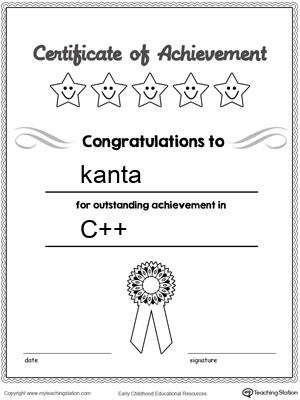 Certificate of Achievement
Congratulations to
kanta
for outstanding achievement in
C++
date signature
Copyright www.myteachingstation.com Early Childhood Educational Resources myTeachingStation